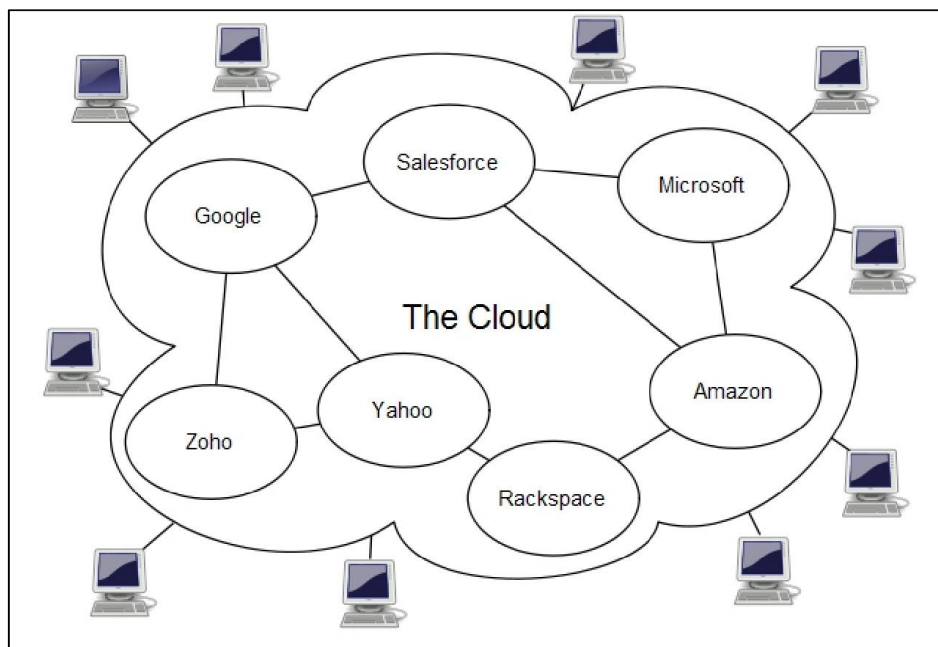 Salesforce
Microsoft
Google
The Cloud
Amazon
Yahoo
Zoho
Rackspace